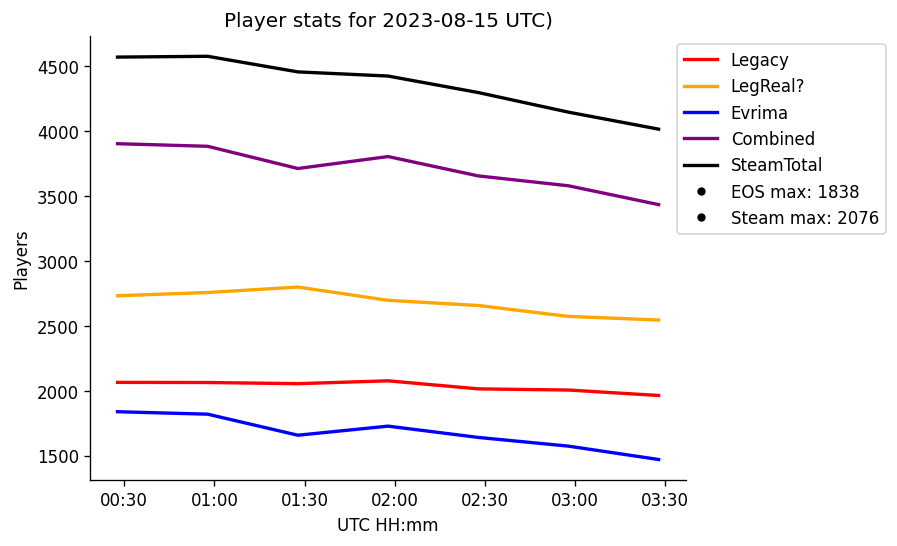 Player stats for 2023-08-15 UTC)
Legacy
LegReal?
Evrima
Combined
SteamTotal
EOS max: 1838
Steam max: 2076
4500
4000
3500
3000
2500
2000
1500
Players
00:30 01:00 01:30 02:00 02:30 03:00 03:30
UTC HH:mm